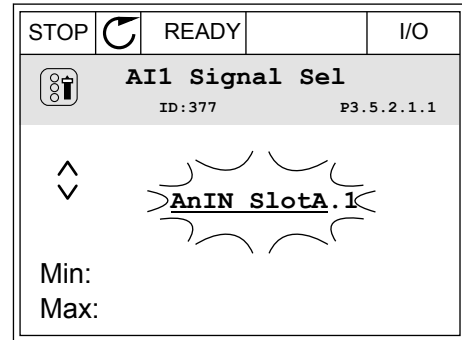 STOP READY I/O
AI1 Signal Sel
ID:377 P3.5.2.1.1
AnIN SlotA.1
Min:
Max: